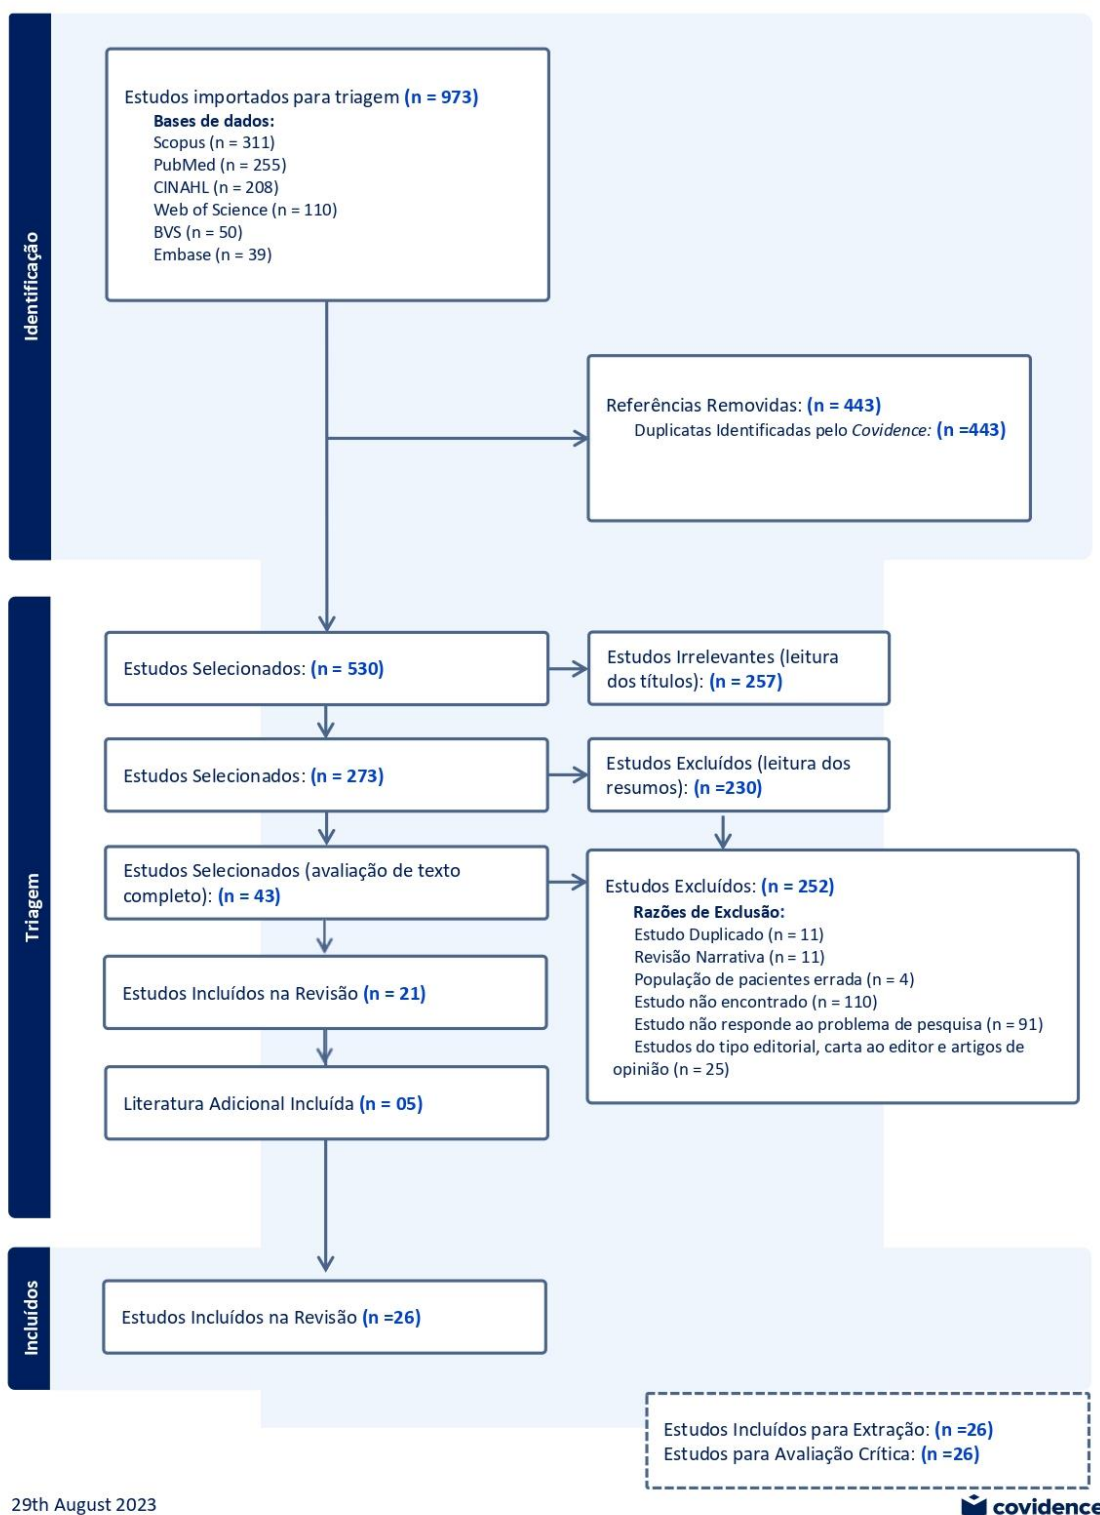 Identificação
Estudos importados para triagem (n = 973)
Bases de dados:
Scopus (n = 311)
PubMed (n = 255)
CINAHL (n = 208)
Web of Science (n = 110)
BVS (n = 50)
Embase (n = 39)
Referências Removidas: (n = 443)
Duplicatas Identificadas pelo Covidence: (n =443)
Triagem
Estudos Selecionados: (n = 530)
Estudos Irrelevantes (leitura
dos títulos): (n = 257)
Estudos Selecionados: (n = 273)
Estudos Excluídos (leitura dos
resumos): (n =230)
Estudos Selecionados (avaliação de texto
completo): (n = 43)
Estudos Excluídos: (n = 252)
Razões de Exclusão:
Estudo Duplicado (n = 11)
Revisão Narrativa (n = 11)
População de pacientes errada (n = 4)
Estudo não encontrado (n = 110)
Estudo não responde ao problema de pesquisa (n = 91)
Estudos do tipo editorial, carta ao editor e artigos de
opinião (n = 25)
Estudos Incluídos na Revisão (n = 21)
Literatura Adicional Incluída (n = 05)
Incluídos
Estudos Incluídos na Revisão (n =26)
Estudos Incluídos para Extração: (n =26)
Estudos para Avaliação Crítica: (n =26)
29th August 2023
covidence